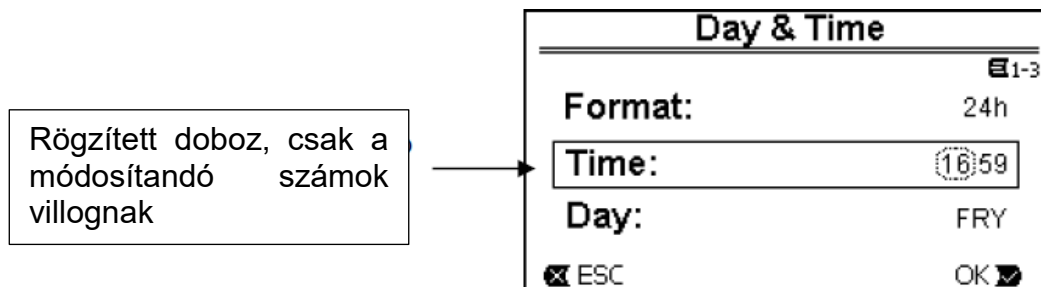 Day & Time
1-3
Format: 24h
Rögzített doboz, csak a
módosítandó számok
villognak
Time: 16:59
Day: FRY
ESC OK